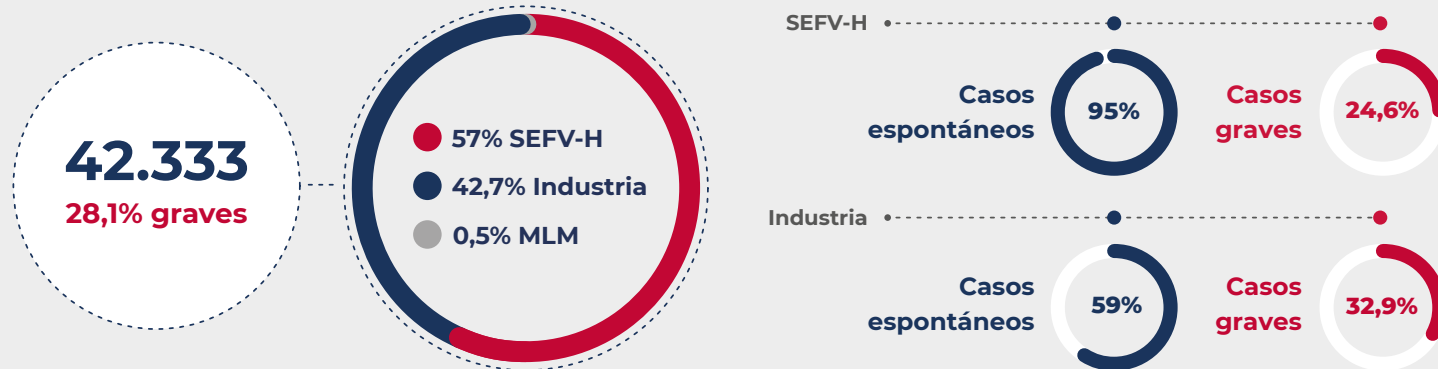 42.333
28,1% graves
57% SEFV-H
42,7% Industria
0,5% MLM
SEFV-H
Casos
espontáneos
95%
Casos
graves
24,6%
Industria
Casos
espontáneos
59%
Casos
graves
32,9%